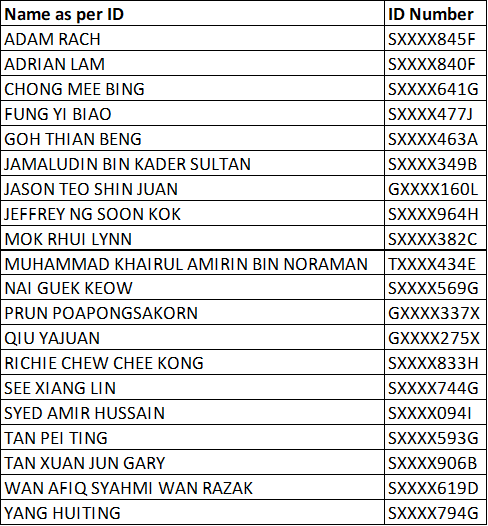 Name as per ID ID Number
ADAM RACH SXXXX845F
ADRIAN LAM SXXXX840F
CHONG MEE BING SXXXX641G
FUNG YI BIAO SXXXX477J
GOH THIAN BENG SXXXX463A
JAMALUDIN BIN KADER SULTAN SXXXX349B
JASON TEO SHIN JUAN GXXXX160L
JEFFREY NG SOON KOK SXXXX964H
MOK RHUI LYNN SXXXX382C
MUHAMMAD KHAIRUL AMIRIN BIN NORAMAN TXXXX434E
NAI GUEK KEOW SXXXX569G
PRUN POAPONGSAKORN GXXXX337X
QIU YAJUAN GXXXX275X
RICHIE CHEW CHEE KONG SXXXX833H
SEE XIANG LIN SXXXX744G
SYED AMIR HUSSAIN SXXXX094I
TAN PEI TING SXXXX593G
TAN XUAN JUN GARY SXXXX906B
WAN AFIQ SYAHMI WAN RAZAK SXXXX619D
YANG HUITING SXXXX794G